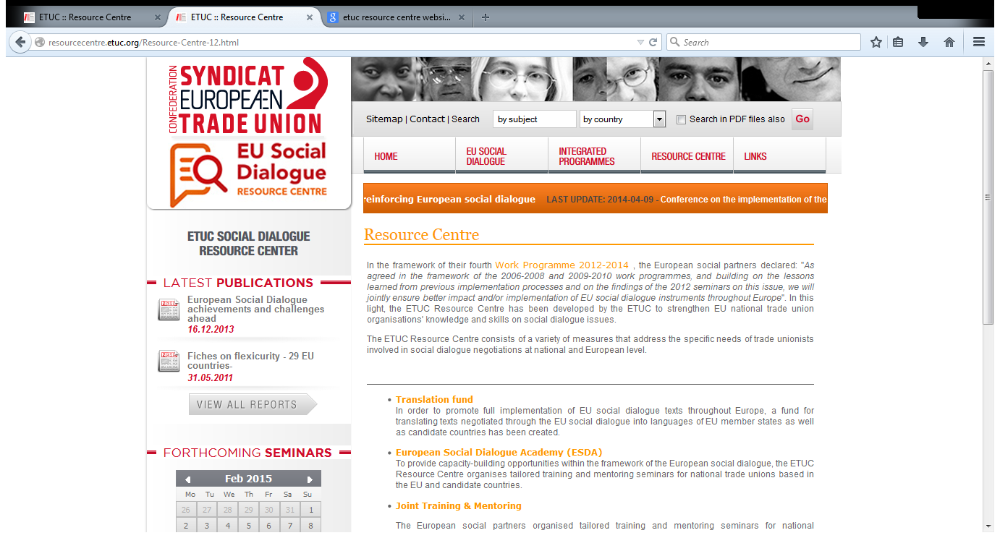 ETUC :: Resource Centre
ETUC :: Resource Centre
etuc resource centre websi...
resourcecentre.etuc.org/Resource-Centre-12.html
Search
CONFEDERATION
SYNDICAT
EUROPEÆN
TRADE UNION
EU Social
Dialogue
RESOURCE CENTRE
Sitemap | Contact | Search
by subject
by country
Search in PDF files also
Go
HOME
EU SOCIAL
DIALOGUE
INTEGRATED
PROGRAMMES
RESOURCE CENTRE
LINKS
reinforcing European social dialogue LAST UPDATE: 2014-04-09 - Conference on the implementation of the
ETUC SOCIAL DIALOGUE
RESOURCE CENTER
LATEST PUBLICATIONS
NEWS
European Social Dialogue
achievements and challenges
ahead
16.12.2013
NEWS
Fiches on flexicurity - 29 EU
countries-
31.05.2011
VIEW ALL REPORTS
FORTHCOMING SEMINARS
Feb 2015
Mo Tu We Th Fr Sa Su
26 27 28 29 30 31 1
2 3 4 5 6 7 8
Resource Centre
In the framework of their fourth Work Programme 2012-2014 , the European social partners declared: "As
agreed in the framework of the 2006-2008 and 2009-2010 work programmes, and building on the lessons
learned from previous implementation processes and on the findings of the 2012 seminars on this issue, we will
jointly ensure better impact and/or implementation of EU social dialogue instruments throughout Europe". In this
light, the ETUC Resource Centre has been developed by the ETUC to strengthen EU national trade union
organisations' knowledge and skills on social dialogue issues.
The ETUC Resource Centre consists of a variety of measures that address the specific needs of trade unionists
involved in social dialogue negotiations at national and European level.
• Translation fund
In order to promote full implementation of EU social dialogue texts throughout Europe, a fund for
translating texts negotiated through the EU social dialogue into languages of EU member states as well
as candidate countries has been created.
• European Social Dialogue Academy (ESDA)
To provide capacity-building opportunities within the framework of the European social dialogue, the ETUC
Resource Centre organises tailored training and mentoring seminars for national trade unions based in
the EU and candidate countries.
• Joint Training & Mentoring
The European social partners organised tailored training and mentoring seminars for national